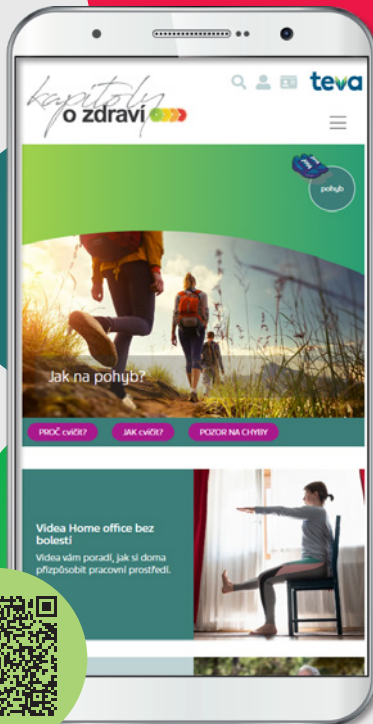 teva
kapitoly
o zdraví
pohyb
Jak na pohyb?
PROČ cvičit?
JAK cvičit?
POZOR NA CHYBY
Videa Home office bez
bolesti
Videa vám poradí, jak si doma
přizpůsobit pracovní prostředí.